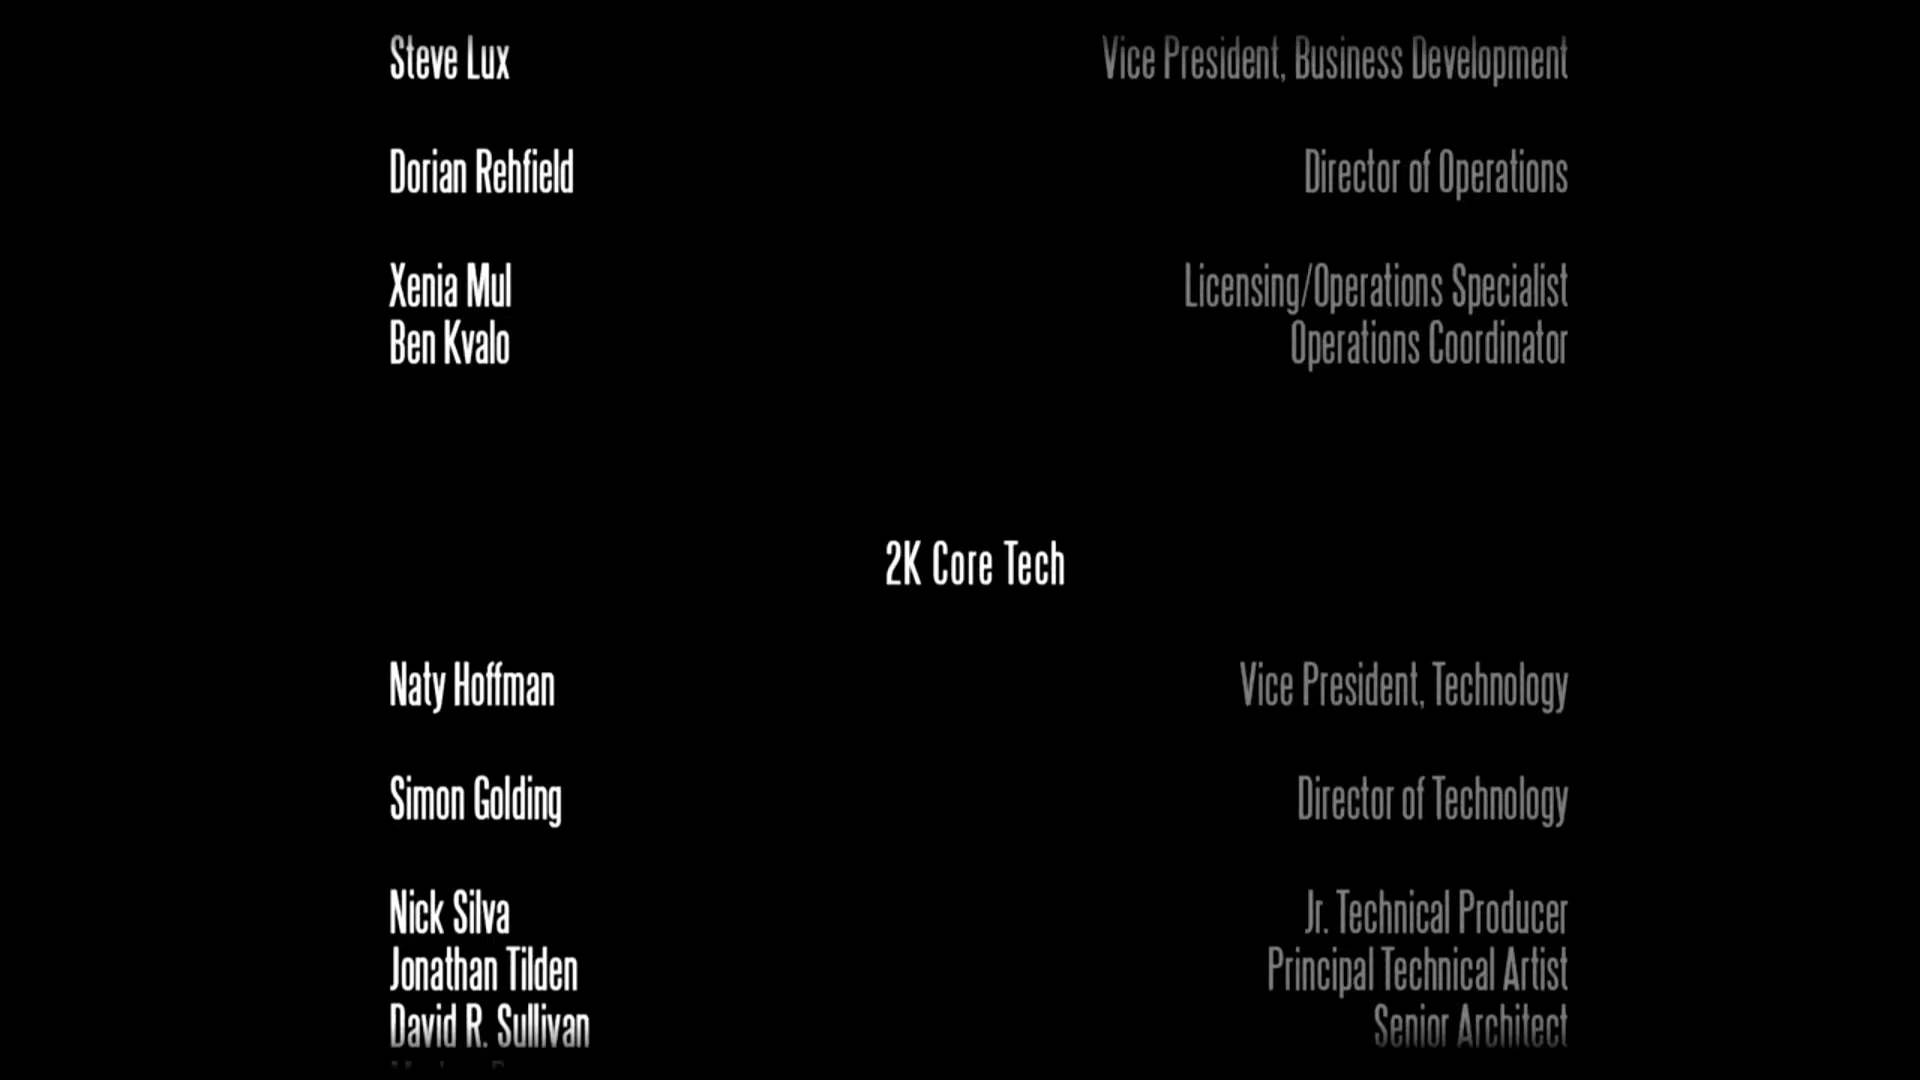 Steve Lux Vice President, Business Development
Dorian Rehfield Director of Operations
Xenia Mul Licensing/Operations Specialist
Ben Kvalo Operations Coordinator
2K Core Tech
Naty Hoffman Vice President, Technology
Simon Golding Director of Technology
Nick Silva Jr. Technical Producer
Jonathan Tilden Principal Technical Artist
David R. Sullivan Senior Architect